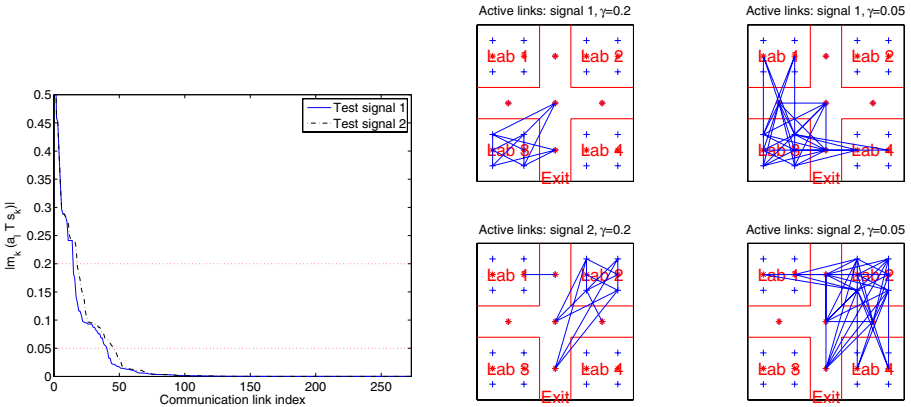 0.5
0.45
0.4
0.35
0.3
0.25
0.2
0.15
0.1
0.05
0
|m_k (a_l T s_k)|
Test signal 1
Test signal 2
0 50 100 150 200 250
Communication link index
Active links: signal 1, γ=0.2
Lab 1
Lab 2
Lab 3
Lab 4
Exit
Active links: signal 1, γ=0.05
Lab 1
Lab 2
Lab 3
Lab 4
Exit
Active links: signal 2, γ=0.2
Lab 1
Lab 2
Lab 3
Lab 4
Exit
Active links: signal 2, γ=0.05
Lab 1
Lab 2
Lab 3
Lab 4
Exit